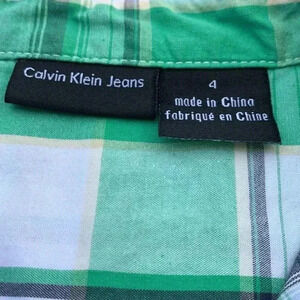 Calvin Klein Jeans
4
made in China
fabriqué en Chine